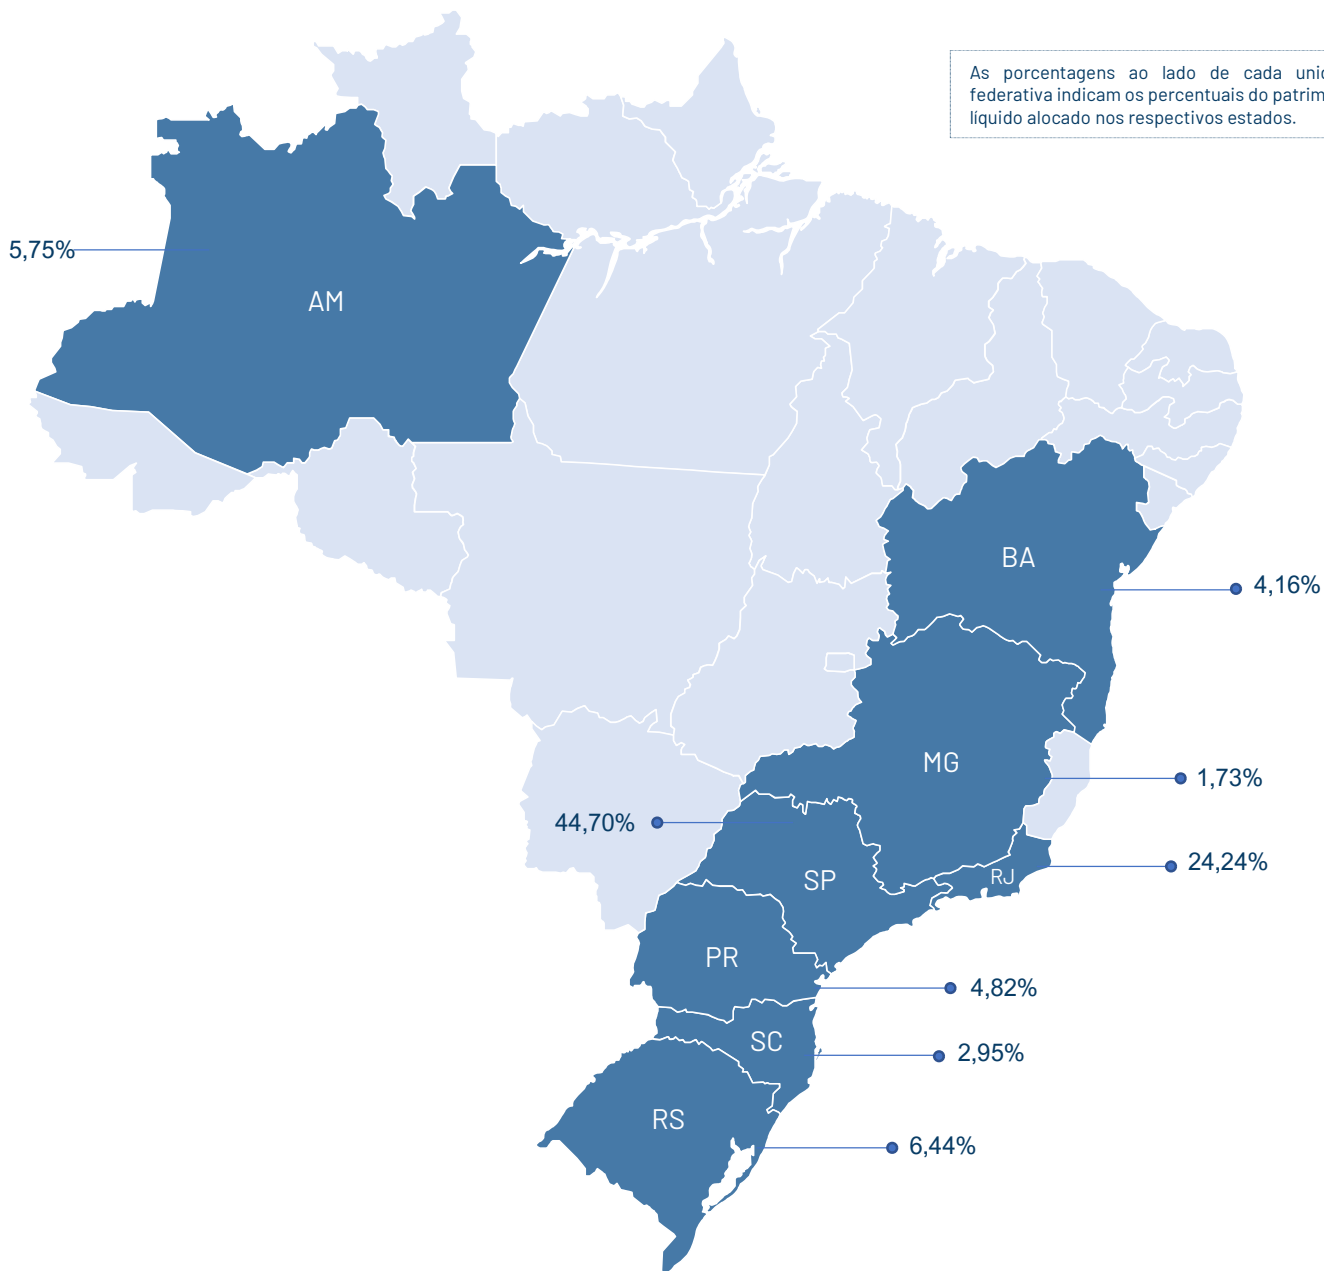 As porcentagens ao lado de cada
federativa indicam os percentuais do
líquido alocado nos respectivos estados.
5,75%
AM
BA
4,16%
MG
1,73%
44,70%
24,24%
SP
RJ
PR
4,82%
SC
2,95%
RS
6,44%